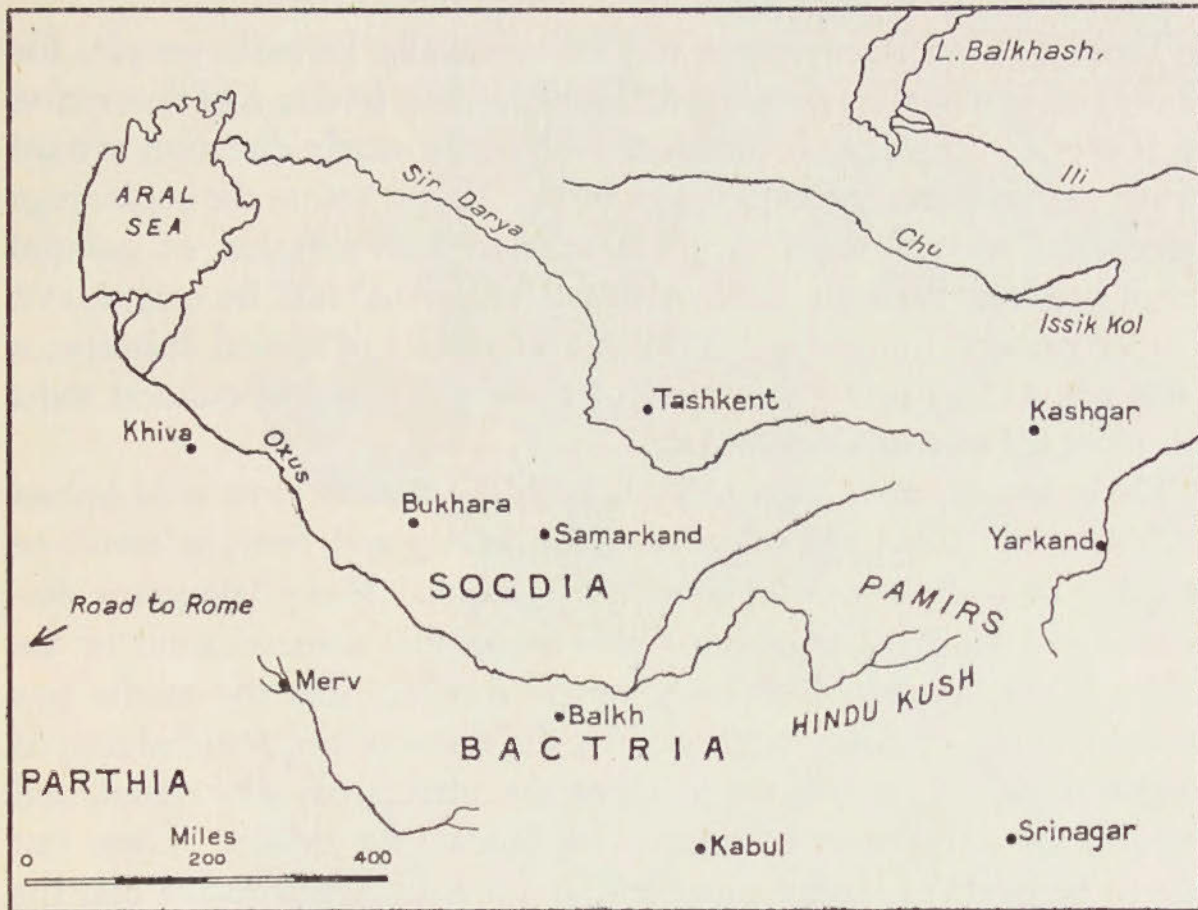 L. Balkhash.
ARAL
SEA
Sir Darya
Ili
Chu
Issik Kol
Tashkent
Kashgar
Khiva
Oxus
Bukhara
Samarkand
Yarkand
SOGDIA
PAMIRS
Road to Rome
Merv
Balkh
HINDU KUSH
BACTRIA
PARTHIA
Miles
0 200 400
Kabul
Srinagar